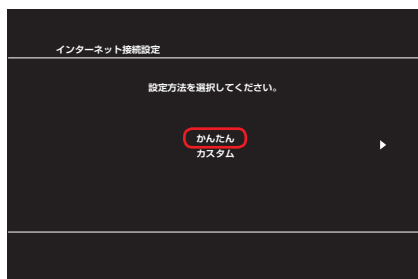 インターネット接続設定
設定方法を選択してください。
かんたん
カスタム